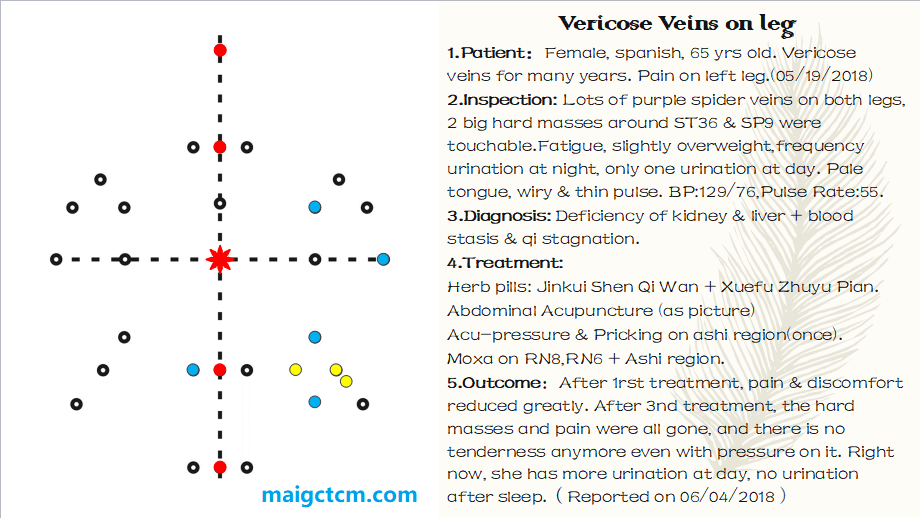 Vericose Veins on leg
1.Patient: Female, spanish, 65 yrs old. Vericose
veins for many years. Pain on left leg.(05/19/2018)
2.Inspection: Lots of purple spider veins on both legs,
2 big hard masses around ST36 & SP9 were
touchable.Fatigue, slightly overweight,frequency
urination at night, only one urination at day. Pale
tongue, wiry & thin pulse. BP:129/76,Pulse Rate:55.
3.Diagnosis: Deficiency of kidney & liver + blood
stasis & qi stagnation.
4.Treatment:
Herb pills: Jinkui Shen Qi Wan + Xuefu Zhuyu Pian.
Abdominal Acupuncture (as picture)
Acu-pressure & Pricking on ashi region(once).
Moxa on RN8,RN6 + Ashi region.
5.Outcome: After 1rst treatment, pain & discomfort
reduced greatly. After 3nd treatment, the hard
masses and pain were all gone, and there is no
tenderness anymore even with pressure on it. Right
now, she has more urination at day, no urination
after sleep. ( Reported on 06/04/2018 )
maigctcm.com